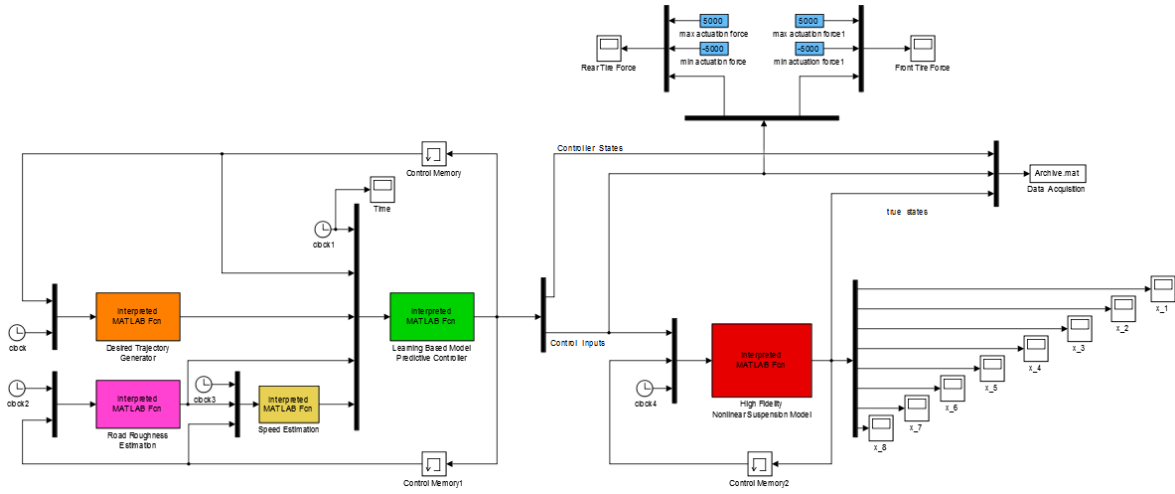 5000
max actuation force
-5000
min actuation force
Rear Tire Force
5000
max actuation force1
-5000
min actuation force1
Front Tire Force
Control Memory
Controller States
Archive.mat
Data Acquisition
true states
Time
clock1
clock
Interpreted
MATLAB Fcn
Desired Trajectory
Generator
Interpreted
MATLAB Fcn
Learning Based Model
Predictive Controller
Control Inputs
clock2
Interpreted
MATLAB Fcn
Road Roughness
Estimation
clock3
Interpreted
MATLAB Fcn
Speed Estimation
Control Memory1
clock4
Interpreted
MATLAB Fcn
High Fidelity
Nonlinear Suspension Model
Control Memory2
x_1
x_2
x_3
x_4
x_5
x_6
x_7
x_8